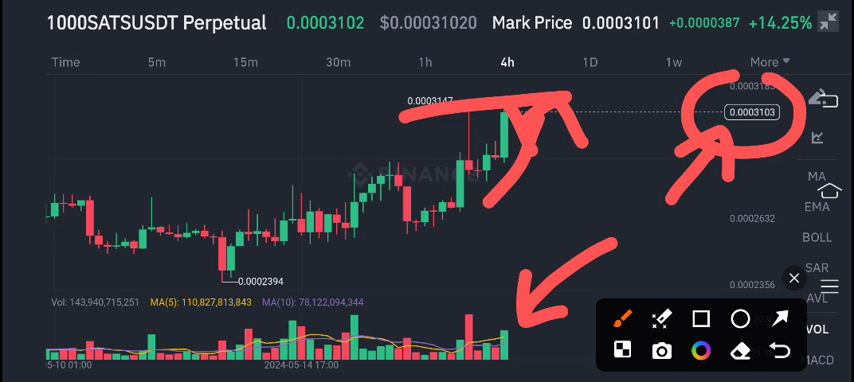 1000SATSUSDT Perpetual 0.0003102 $0.00031020 Mark Price 0.0003101 +0.0000387 +14.25%
Time 5m 15m 30m 1h 4h 1D 1w More
0.0003183
0.0003147
0.0003103
BINANCE
MA
EMA
0.0002632
BOLL
SAR
0.0002394
0.0002356
AVL
Vol: 143,940,715,251 MA(5): 110,827,813,843 MA(10): 78,122,094,344
VOL
MACD
5-10 01:00 2024-05-14 17:00